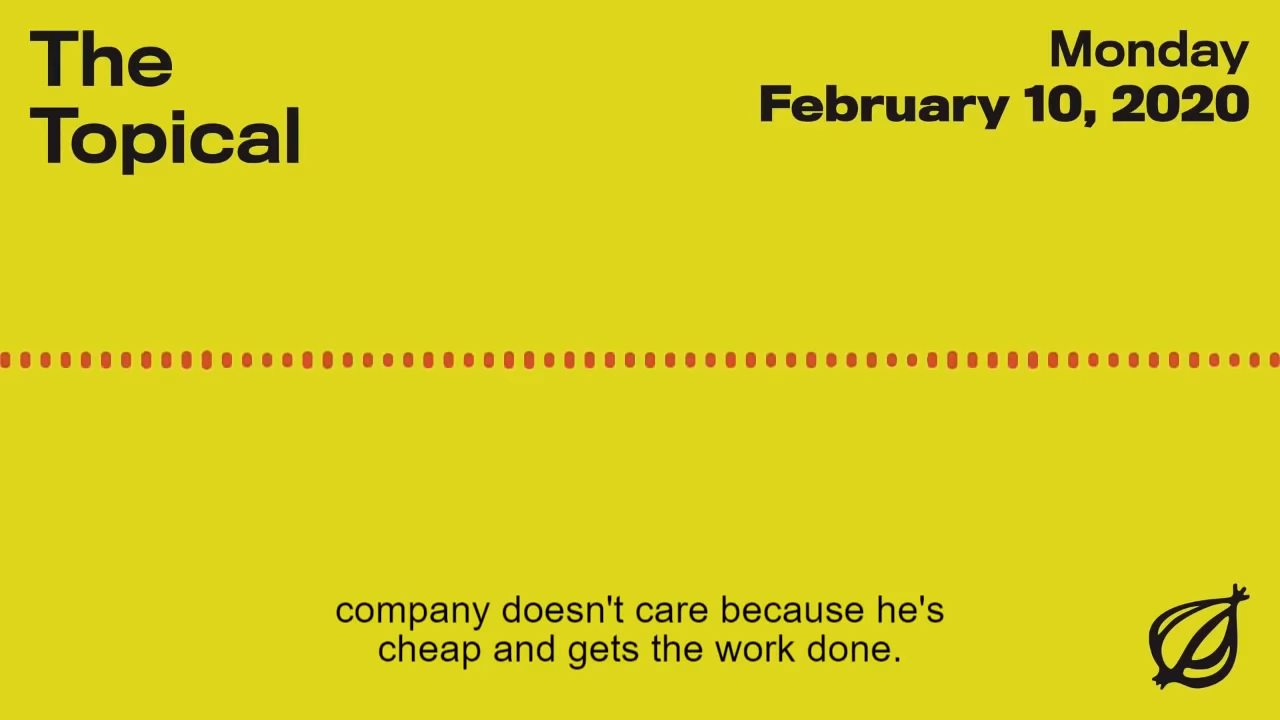 The
Topical
Monday
February 10, 2020
company doesn't care because he's
cheap and gets the work done.